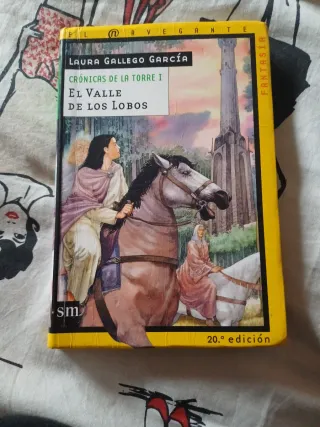 EL NAVEGANTE
FANTASÍA
LAURA GALLEGO GARCÍA
CRÓNICAS DE LA TORRE I
EL VALLE
DE LOS LOBOS
sm
20.ª edición